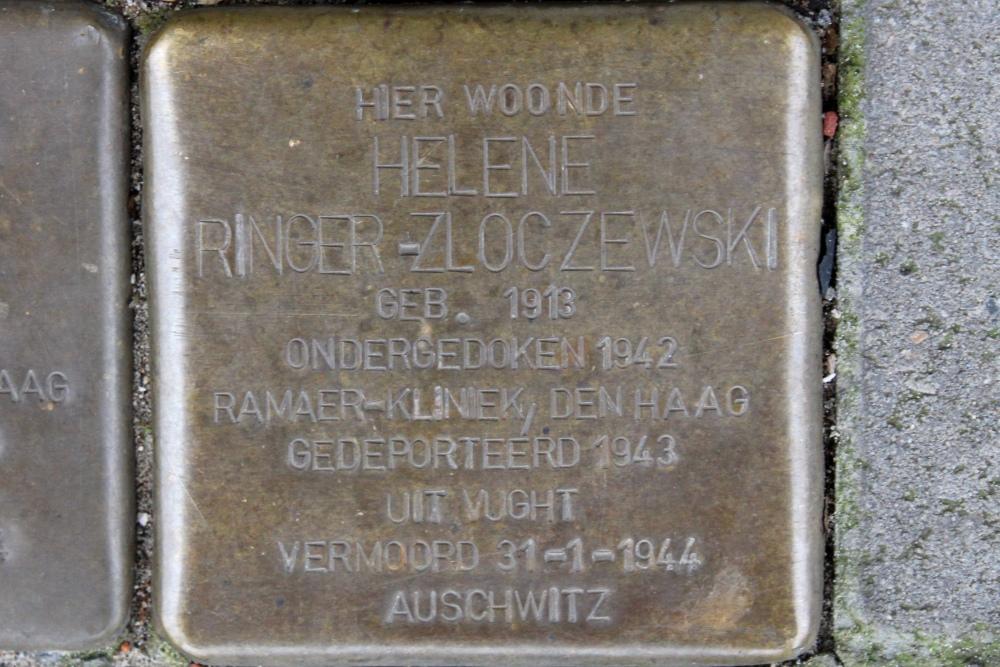 HIER WOONDE
HELENE
RINGER-ZLOCZEWSKI
GEB. 1913
ONDERGEDOKEN 1942
RAMAER-KLINIEK, DEN HAAG
GEDEPORTEERD 1943
UIT VUGHT
VERMOORD 31-1-1944
AUSCHWITZ
AAG